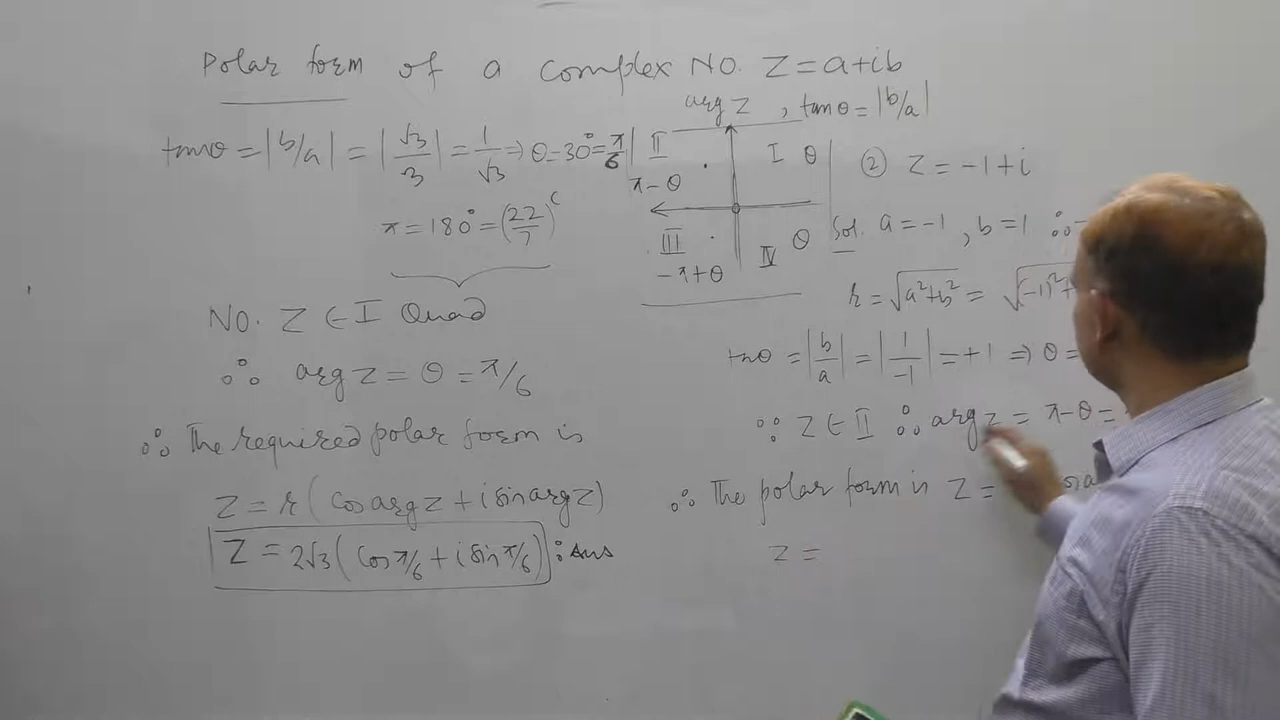 Polar form of a complex NO. Z = a+ib
arg z , tanθ = |b/a|
tanθ = |b/a| = |√3/3| = 1/√3 ⇒ θ = 30° = π/6
π = 180° = (22/7)^c
NO. Z ∈ I Quad
∴ arg z = θ = π/6
∴ The required polar form is
Z = r (Cos arg z + i sin arg z)
Z = 2√3 (Cos π/6 + i sin π/6) : Ans
II I θ
π-θ
III IV θ
-π+θ
② Z = -1+i
Sol. a = -1 , b = 1 ∴
r = √a²+b² = √(-1)²+
tanθ = |b/a| = |1/-1| = +1 ⇒ θ =
∵ Z ∈ II ∴ arg z = π-θ =
∴ The polar form is Z =
Z =